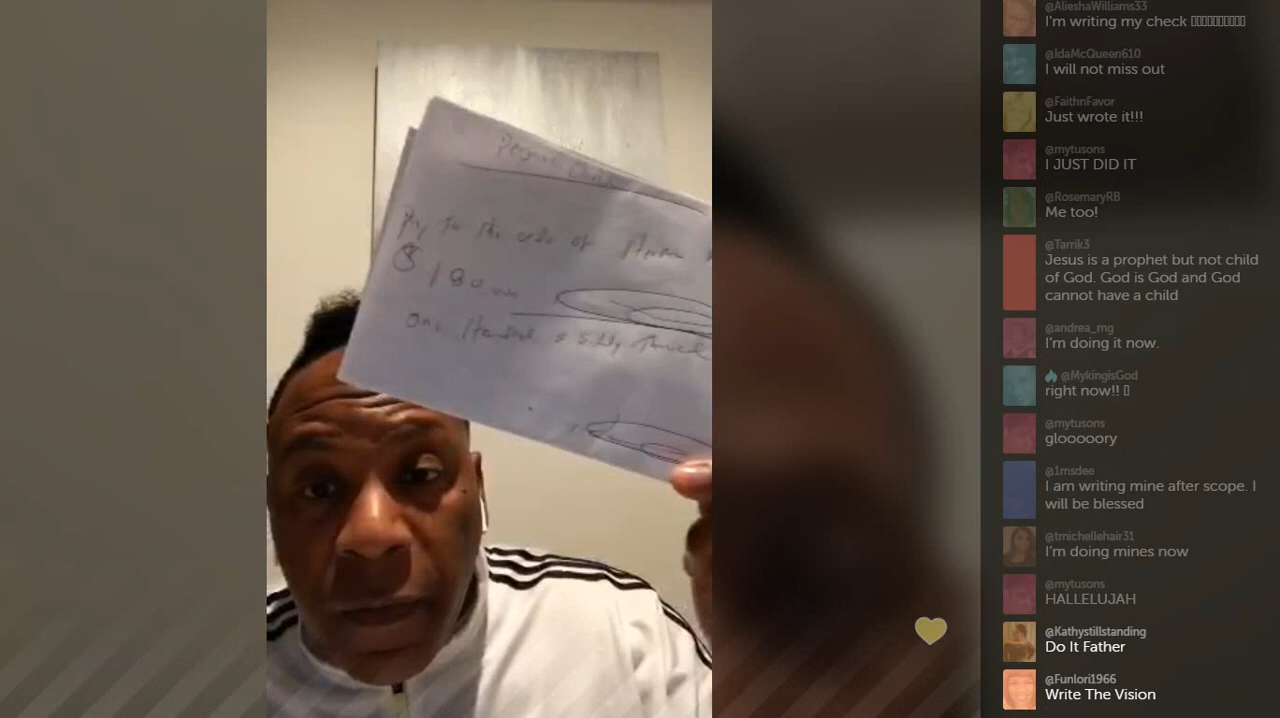 Pay to the order of
$
@AlieshaWilliams33
I'm writing my check
@IdaMcQueen610
I will not miss out
@FaithnFavor
Just wrote it!!!
@mytusons
I JUST DID IT
@RosemaryRB
Me too!
@Tarrik3
Jesus is a prophet but not child
of God. God is God and God
cannot have a child
@andrea_mg
I'm doing it now.
@MykingisGod
right now!!
@mytusons
glooooory
@1msdee
I am writing mine after scope. I
will be blessed
@tmichellehair31
I'm doing mines now
@mytusons
HALLELUJAH
@Kathystillstanding
Do It Father
@Funlori1966
Write The Vision